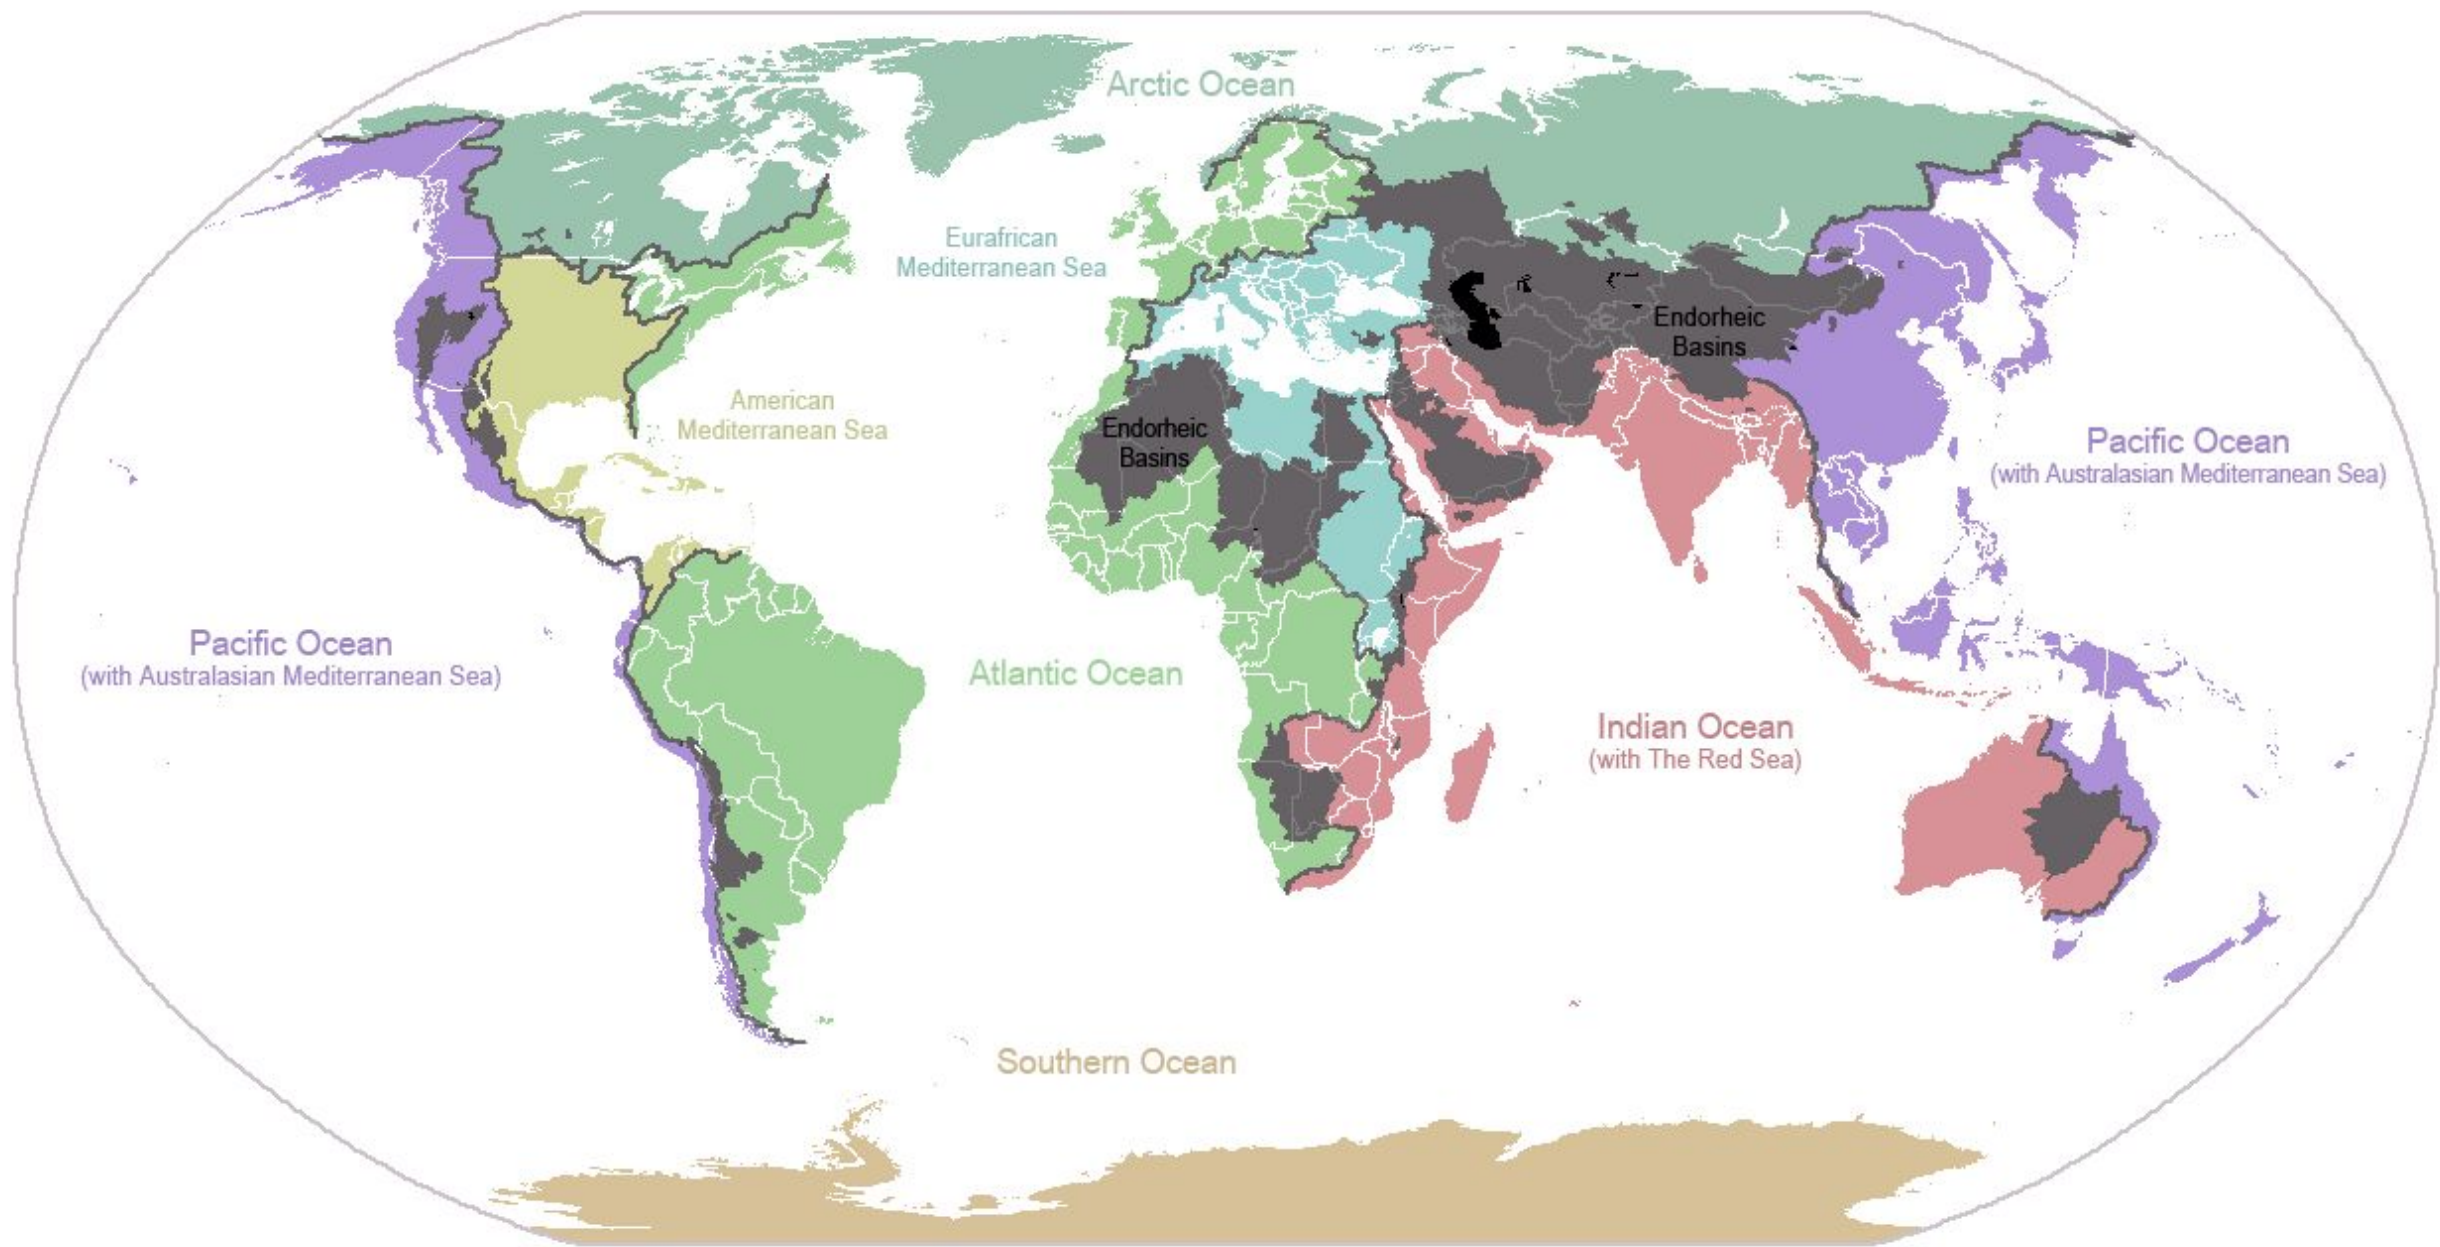 Arctic Ocean
Eurafrican
Mediterranean Sea
Endorheic
Basins
American
Mediterranean Sea
Endorheic
Basins
Pacific Ocean
(with Australasian Mediterranean Sea)
Pacific Ocean
(with Australasian Mediterranean Sea)
Atlantic Ocean
Indian Ocean
(with The Red Sea)
Southern Ocean